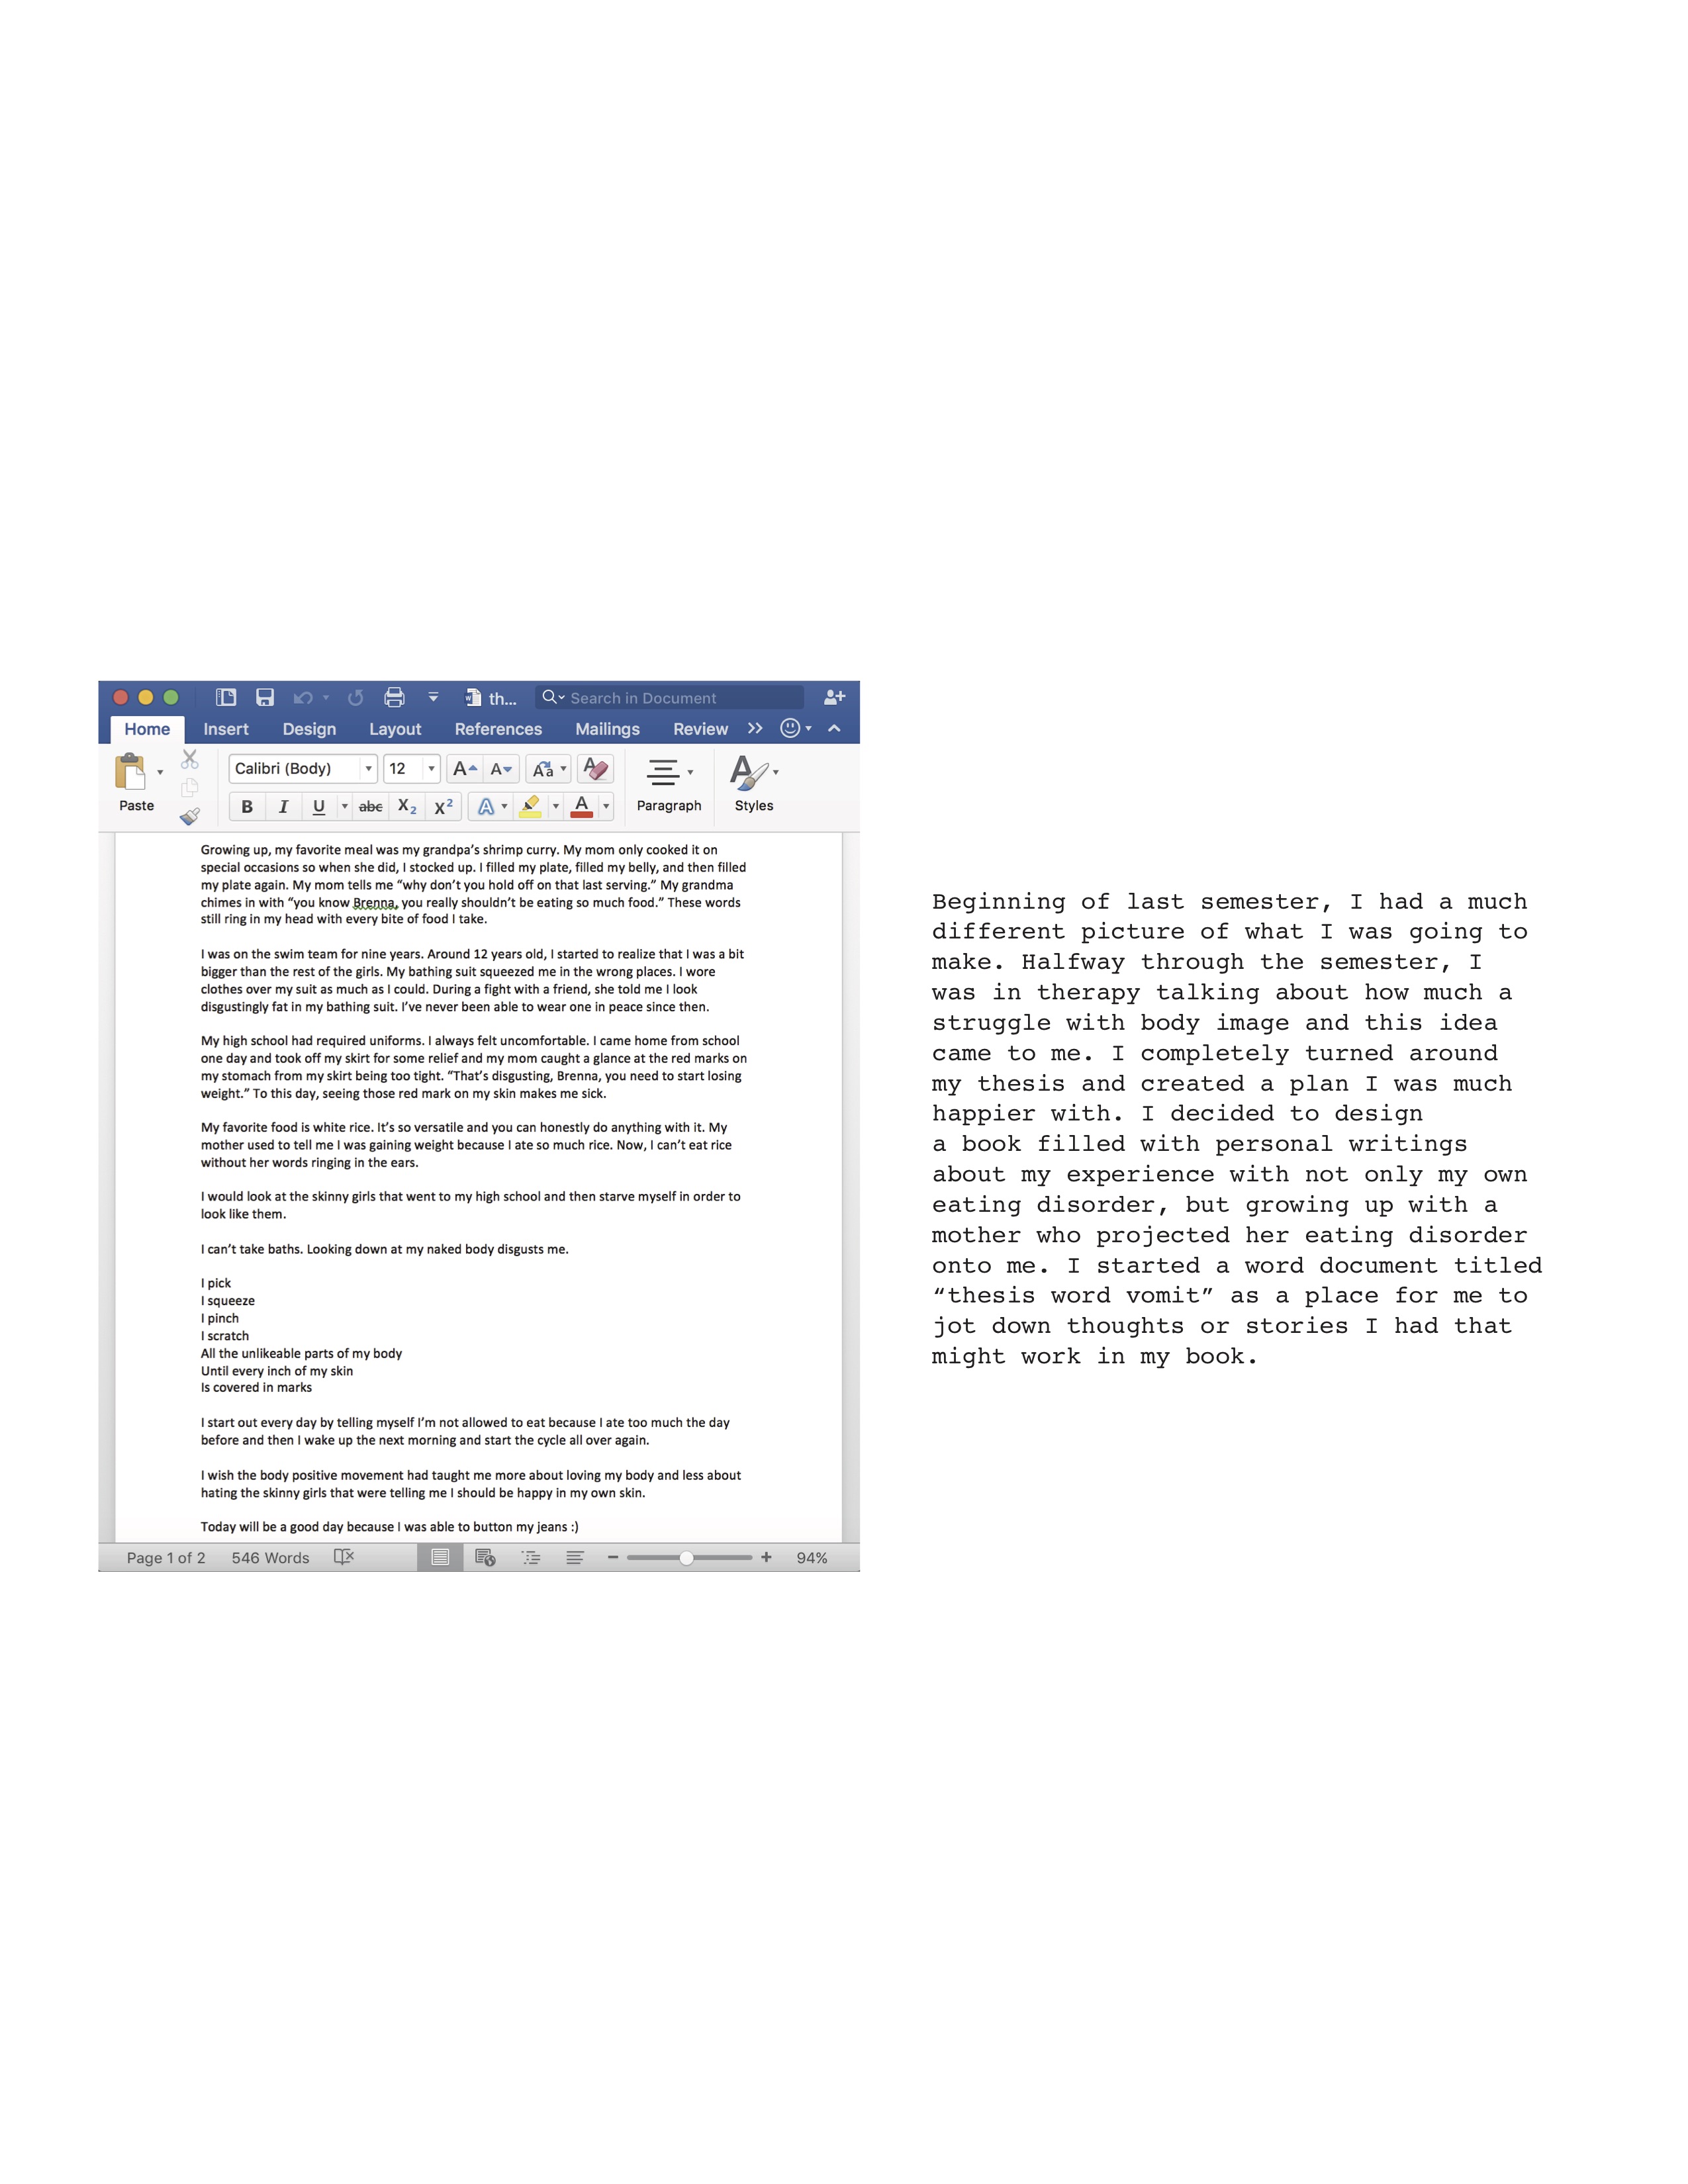 th...
Search in Document
Home Insert Design Layout References Mailings Review
Calibri (Body) 12
Paste
B I U abc X2 X2 A A
Paragraph
Styles
Growing up, my favorite meal was my grandpa’s shrimp curry. My mom only cooked it on
special occasions so when she did, I stocked up. I filled my plate, filled my belly, and then filled
my plate again. My mom tells me “why don’t you hold off on that last serving.” My grandma
chimes in with “you know Brenna, you really shouldn’t be eating so much food.” These words
still ring in my head with every bite of food I take.
I was on the swim team for nine years. Around 12 years old, I started to realize that I was a bit
bigger than the rest of the girls. My bathing suit squeezed me in the wrong places. I wore
clothes over my suit as much as I could. During a fight with a friend, she told me I look
disgustingly fat in my bathing suit. I’ve never been able to wear one in peace since then.
My high school had required uniforms. I always felt uncomfortable. I came home from school
one day and took off my skirt for some relief and my mom caught a glance at the red marks on
my stomach from my skirt being too tight. “That’s disgusting, Brenna, you need to start losing
weight.” To this day, seeing those red mark on my skin makes me sick.
My favorite food is white rice. It’s so versatile and you can honestly do anything with it. My
mother used to tell me I was gaining weight because I ate so much rice. Now, I can’t eat rice
without her words ringing in the ears.
I would look at the skinny girls that went to my high school and then starve myself in order to
look like them.
I can’t take baths. Looking down at my naked body disgusts me.
I pick
I squeeze
I pinch
I scratch
All the unlikeable parts of my body
Until every inch of my skin
Is covered in marks
I start out every day by telling myself I’m not allowed to eat because I ate too much the day
before and then I wake up the next morning and start the cycle all over again.
I wish the body positive movement had taught me more about loving my body and less about
hating the skinny girls that were telling me I should be happy in my own skin.
Today will be a good day because I was able to button my jeans :)
Page 1 of 2 546 Words 94%
Beginning of last semester, I had a much
different picture of what I was going to
make. Halfway through the semester, I
was in therapy talking about how much a
struggle with body image and this idea
came to me. I completely turned around
my thesis and created a plan I was much
happier with. I decided to design
a book filled with personal writings
about my experience with not only my own
eating disorder, but growing up with a
mother who projected her eating disorder
onto me. I started a word document titled
“thesis word vomit” as a place for me to
jot down thoughts or stories I had that
might work in my book.